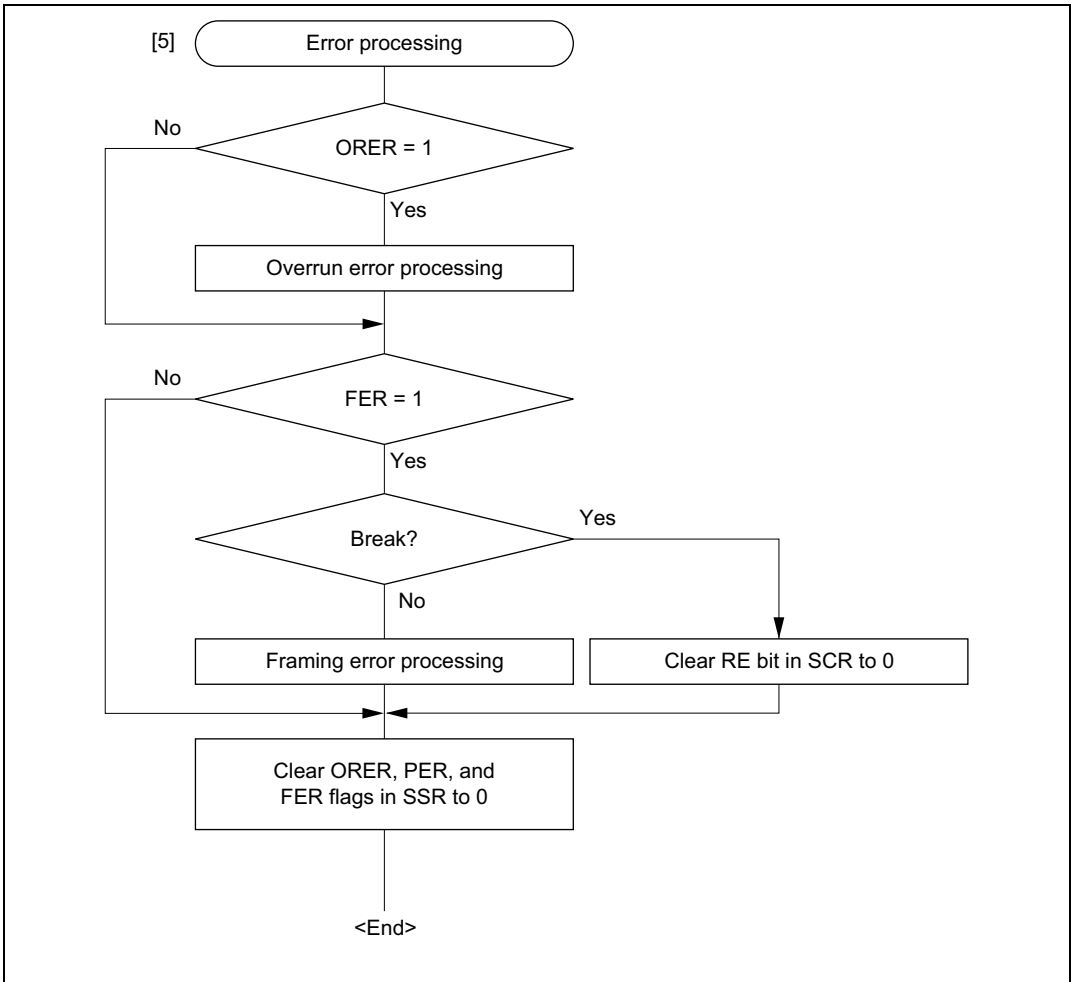 [5] Error processing
No
ORER = 1
Yes
Overrun error processing
No
FER = 1
Yes
Yes
Break?
No
Framing error processing
Clear RE bit in SCR to 0
Clear ORER, PER, and
FER flags in SSR to 0
<End>